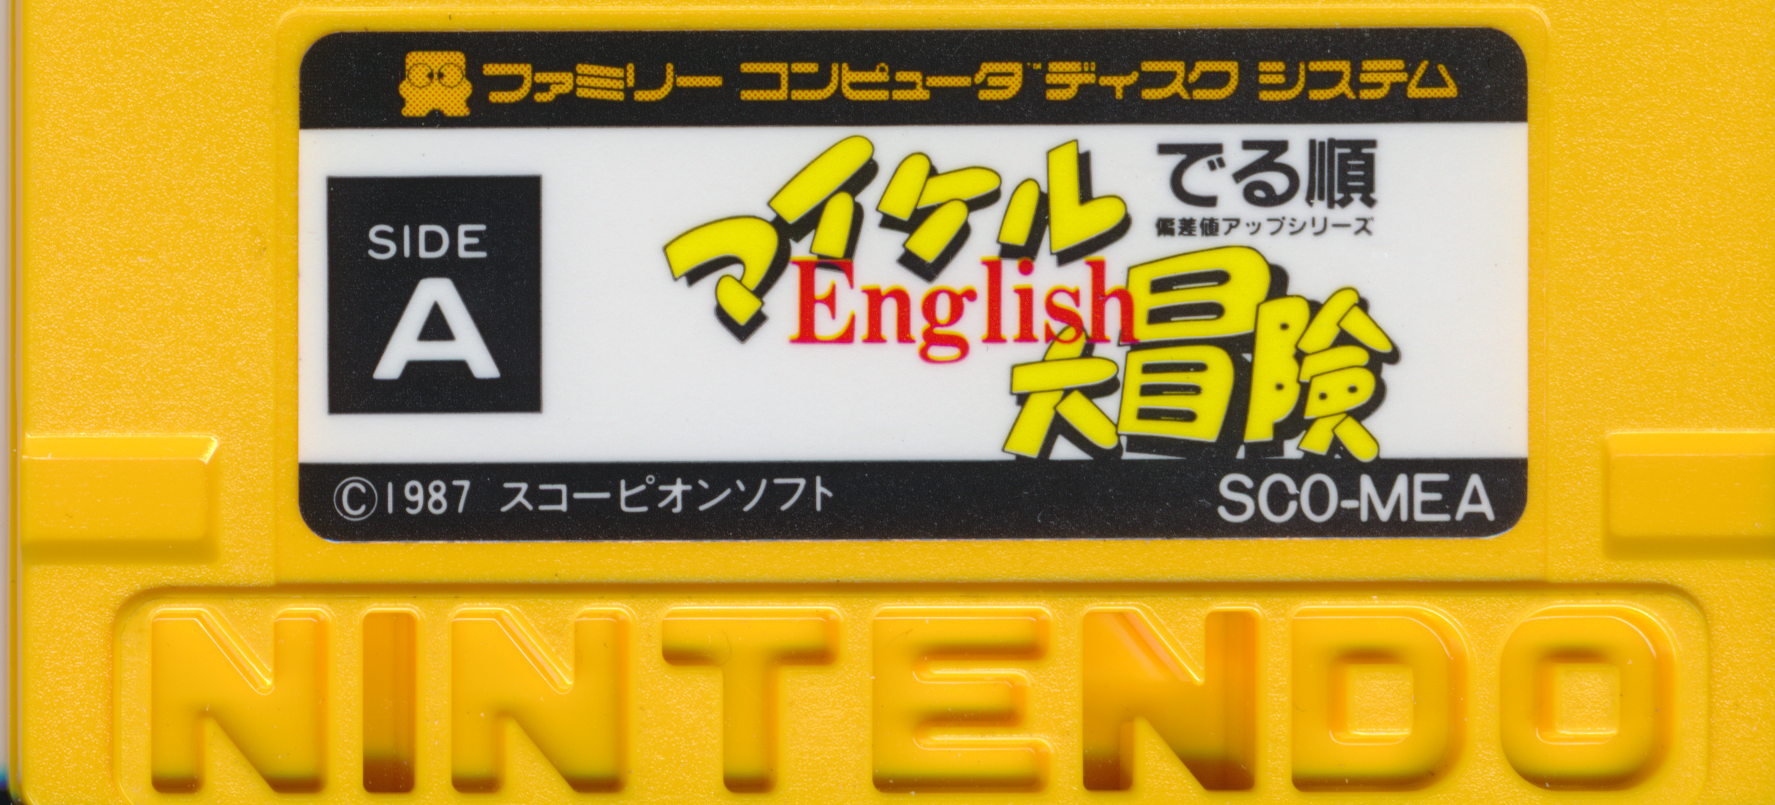 ファミリー コンピュータ™ ディスク システム
SIDE
A
マイケル
English
大冒険
でる順
偏差値アップシリーズ
©1987 スコーピオンソフト
SCO-MEA
NINTENDO